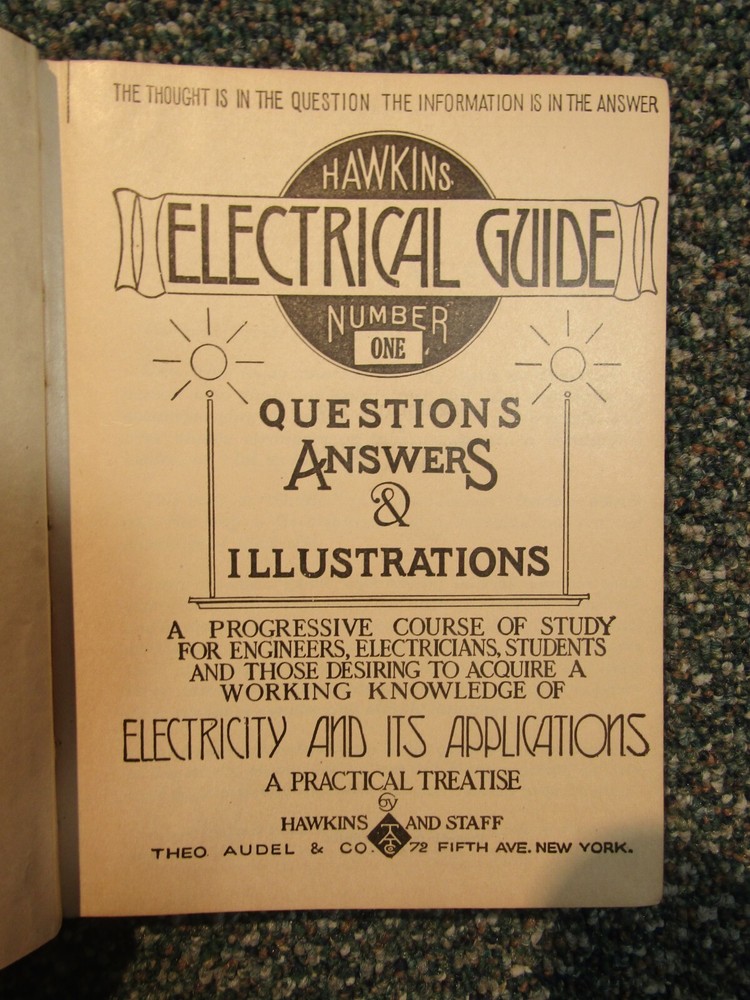 THE THOUGHT IS IN THE QUESTION THE INFORMATION IS IN THE ANSWER
HAWKINS
ELECTRICAL GUIDE
NUMBER
ONE
QUESTIONS
ANSWERS
&
ILLUSTRATIONS
A PROGRESSIVE COURSE OF STUDY
FOR ENGINEERS, ELECTRICIANS, STUDENTS
AND THOSE DESIRING TO ACQUIRE A
WORKING KNOWLEDGE OF
ELECTRICITY AND ITS APPLICATIONS
A PRACTICAL TREATISE
by
HAWKINS AND STAFF
THEO. AUDEL & CO. 72 FIFTH AVE. NEW YORK.